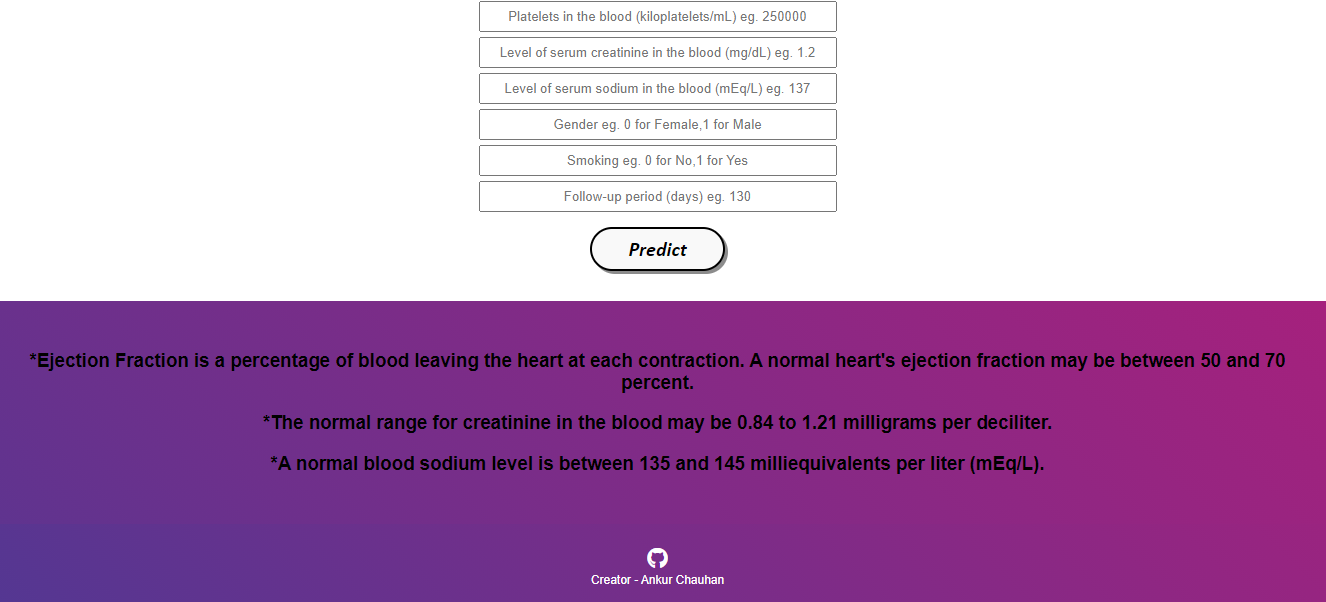 Platelets in the blood (kiloplatelets/mL) eg. 250000
Level of serum creatinine in the blood (mg/dL) eg. 1.2
Level of serum sodium in the blood (mEq/L) eg. 137
Gender eg. 0 for Female,1 for Male
Smoking eg. 0 for No,1 for Yes
Follow-up period (days) eg. 130
Predict
*Ejection Fraction is a percentage of blood leaving the heart at each contraction. A normal heart's ejection fraction may be between 50 and 70
percent.
*The normal range for creatinine in the blood may be 0.84 to 1.21 milligrams per deciliter.
*A normal blood sodium level is between 135 and 145 milliequivalents per liter (mEq/L).
Creator - Ankur Chauhan